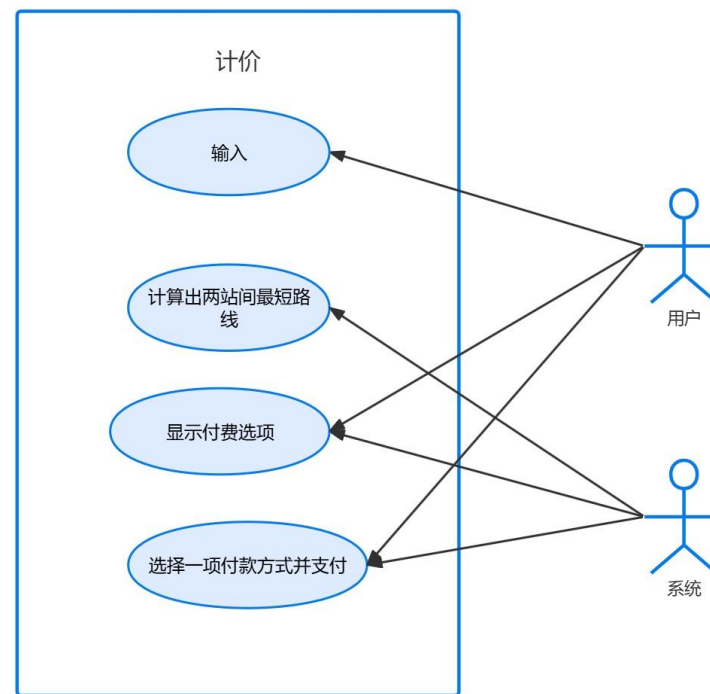 计价
输入
计算出两站间最短路
线
显示付费选项
选择一项付款方式并支付
用户
系统